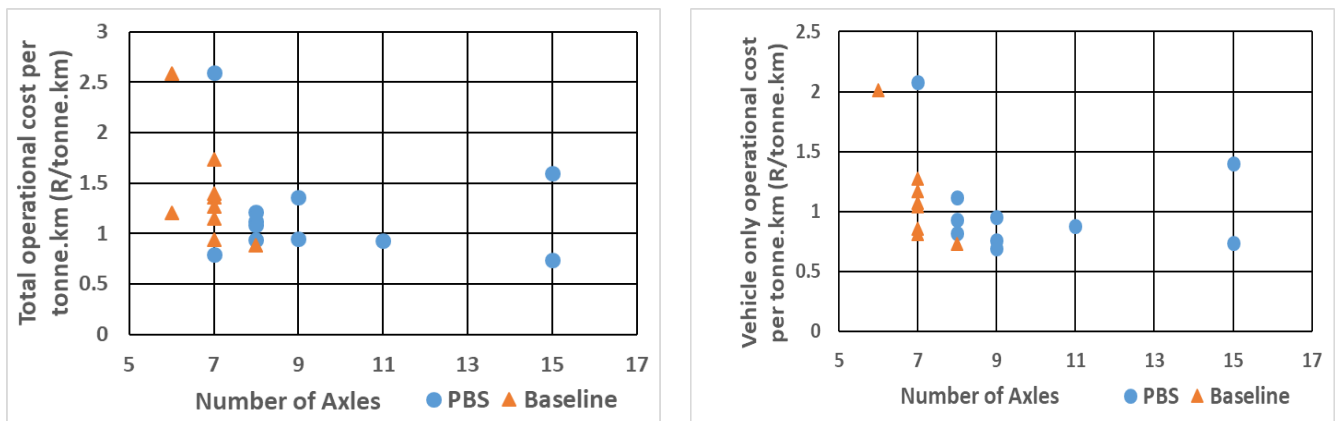 Total operational cost per
tonne.km (R/tonne.km)
3
2.5
2
1.5
1
0.5
0
5 7 9 11 13 15 17
Number of Axles
PBS Baseline
Vehicle only operational cost
per tonne.km (R/tonne.km)
2.5
2
1.5
1
0.5
0
5 7 9 11 13 15 17
Number of Axles
PBS Baseline